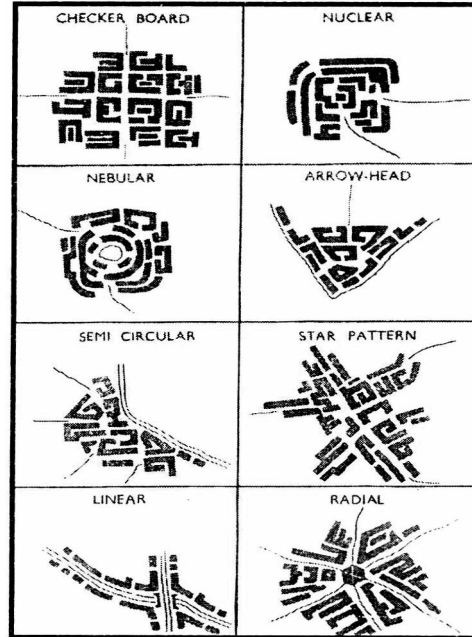 CHECKER BOARD
NUCLEAR
NEBULAR
ARROW-HEAD
SEMI CIRCULAR
STAR PATTERN
LINEAR
RADIAL